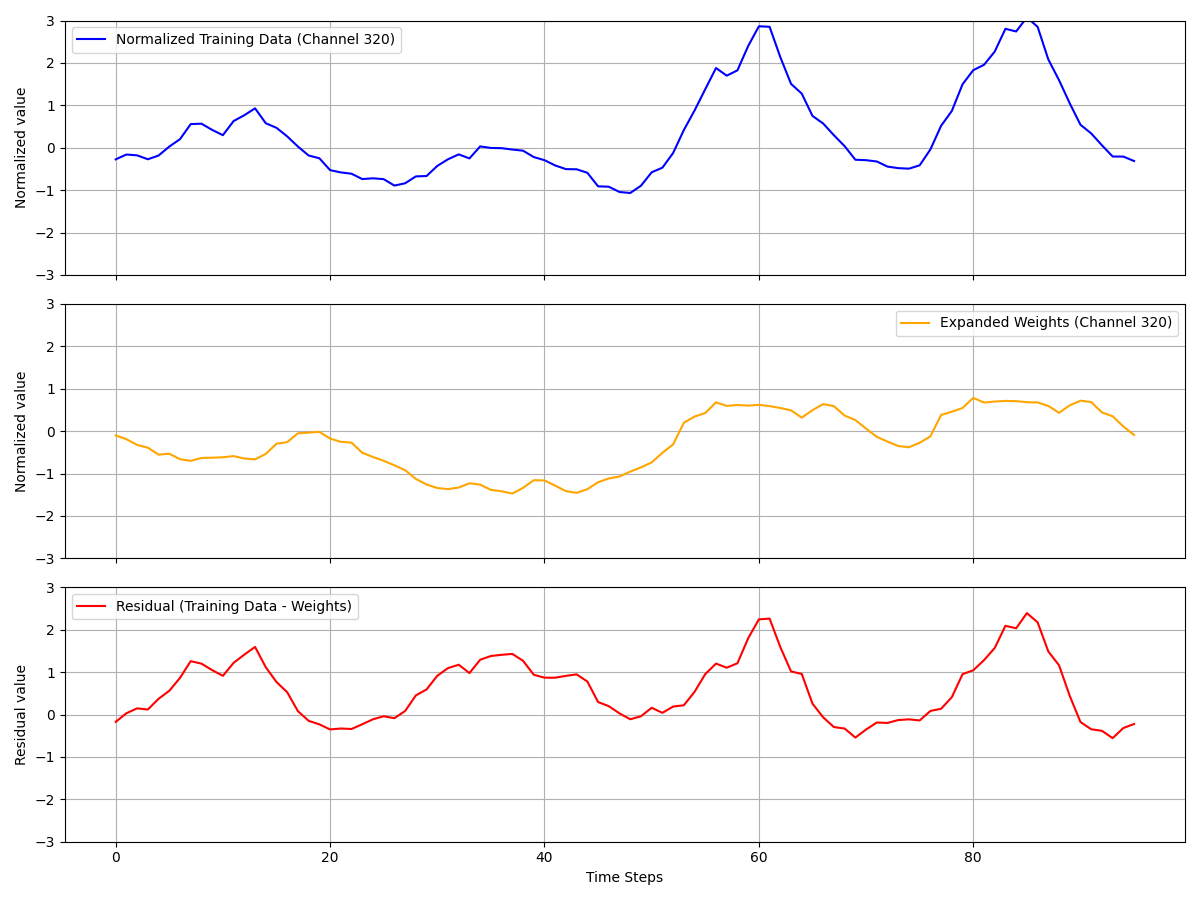 Normalized value
3
2
1
0
−1
−2
−3
Normalized Training Data (Channel 320)
Normalized value
3
2
1
0
−1
−2
−3
Expanded Weights (Channel 320)
Residual value
3
2
1
0
−1
−2
−3
Residual (Training Data - Weights)
0 20 40 60 80
Time Steps